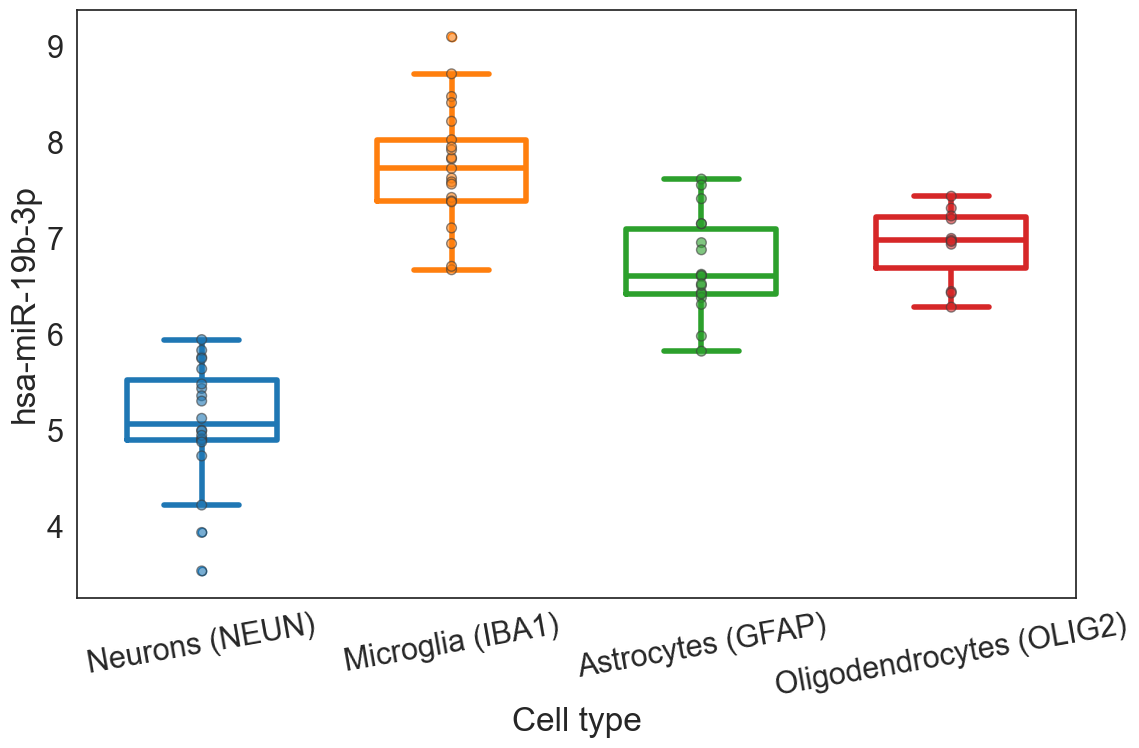 hsa-miR-19b-3p
9
8
7
6
5
4
Neurons (NEUN)
Microglia (IBA1)
Astrocytes (GFAP)
Oligodendrocytes (OLIG2)
Cell type